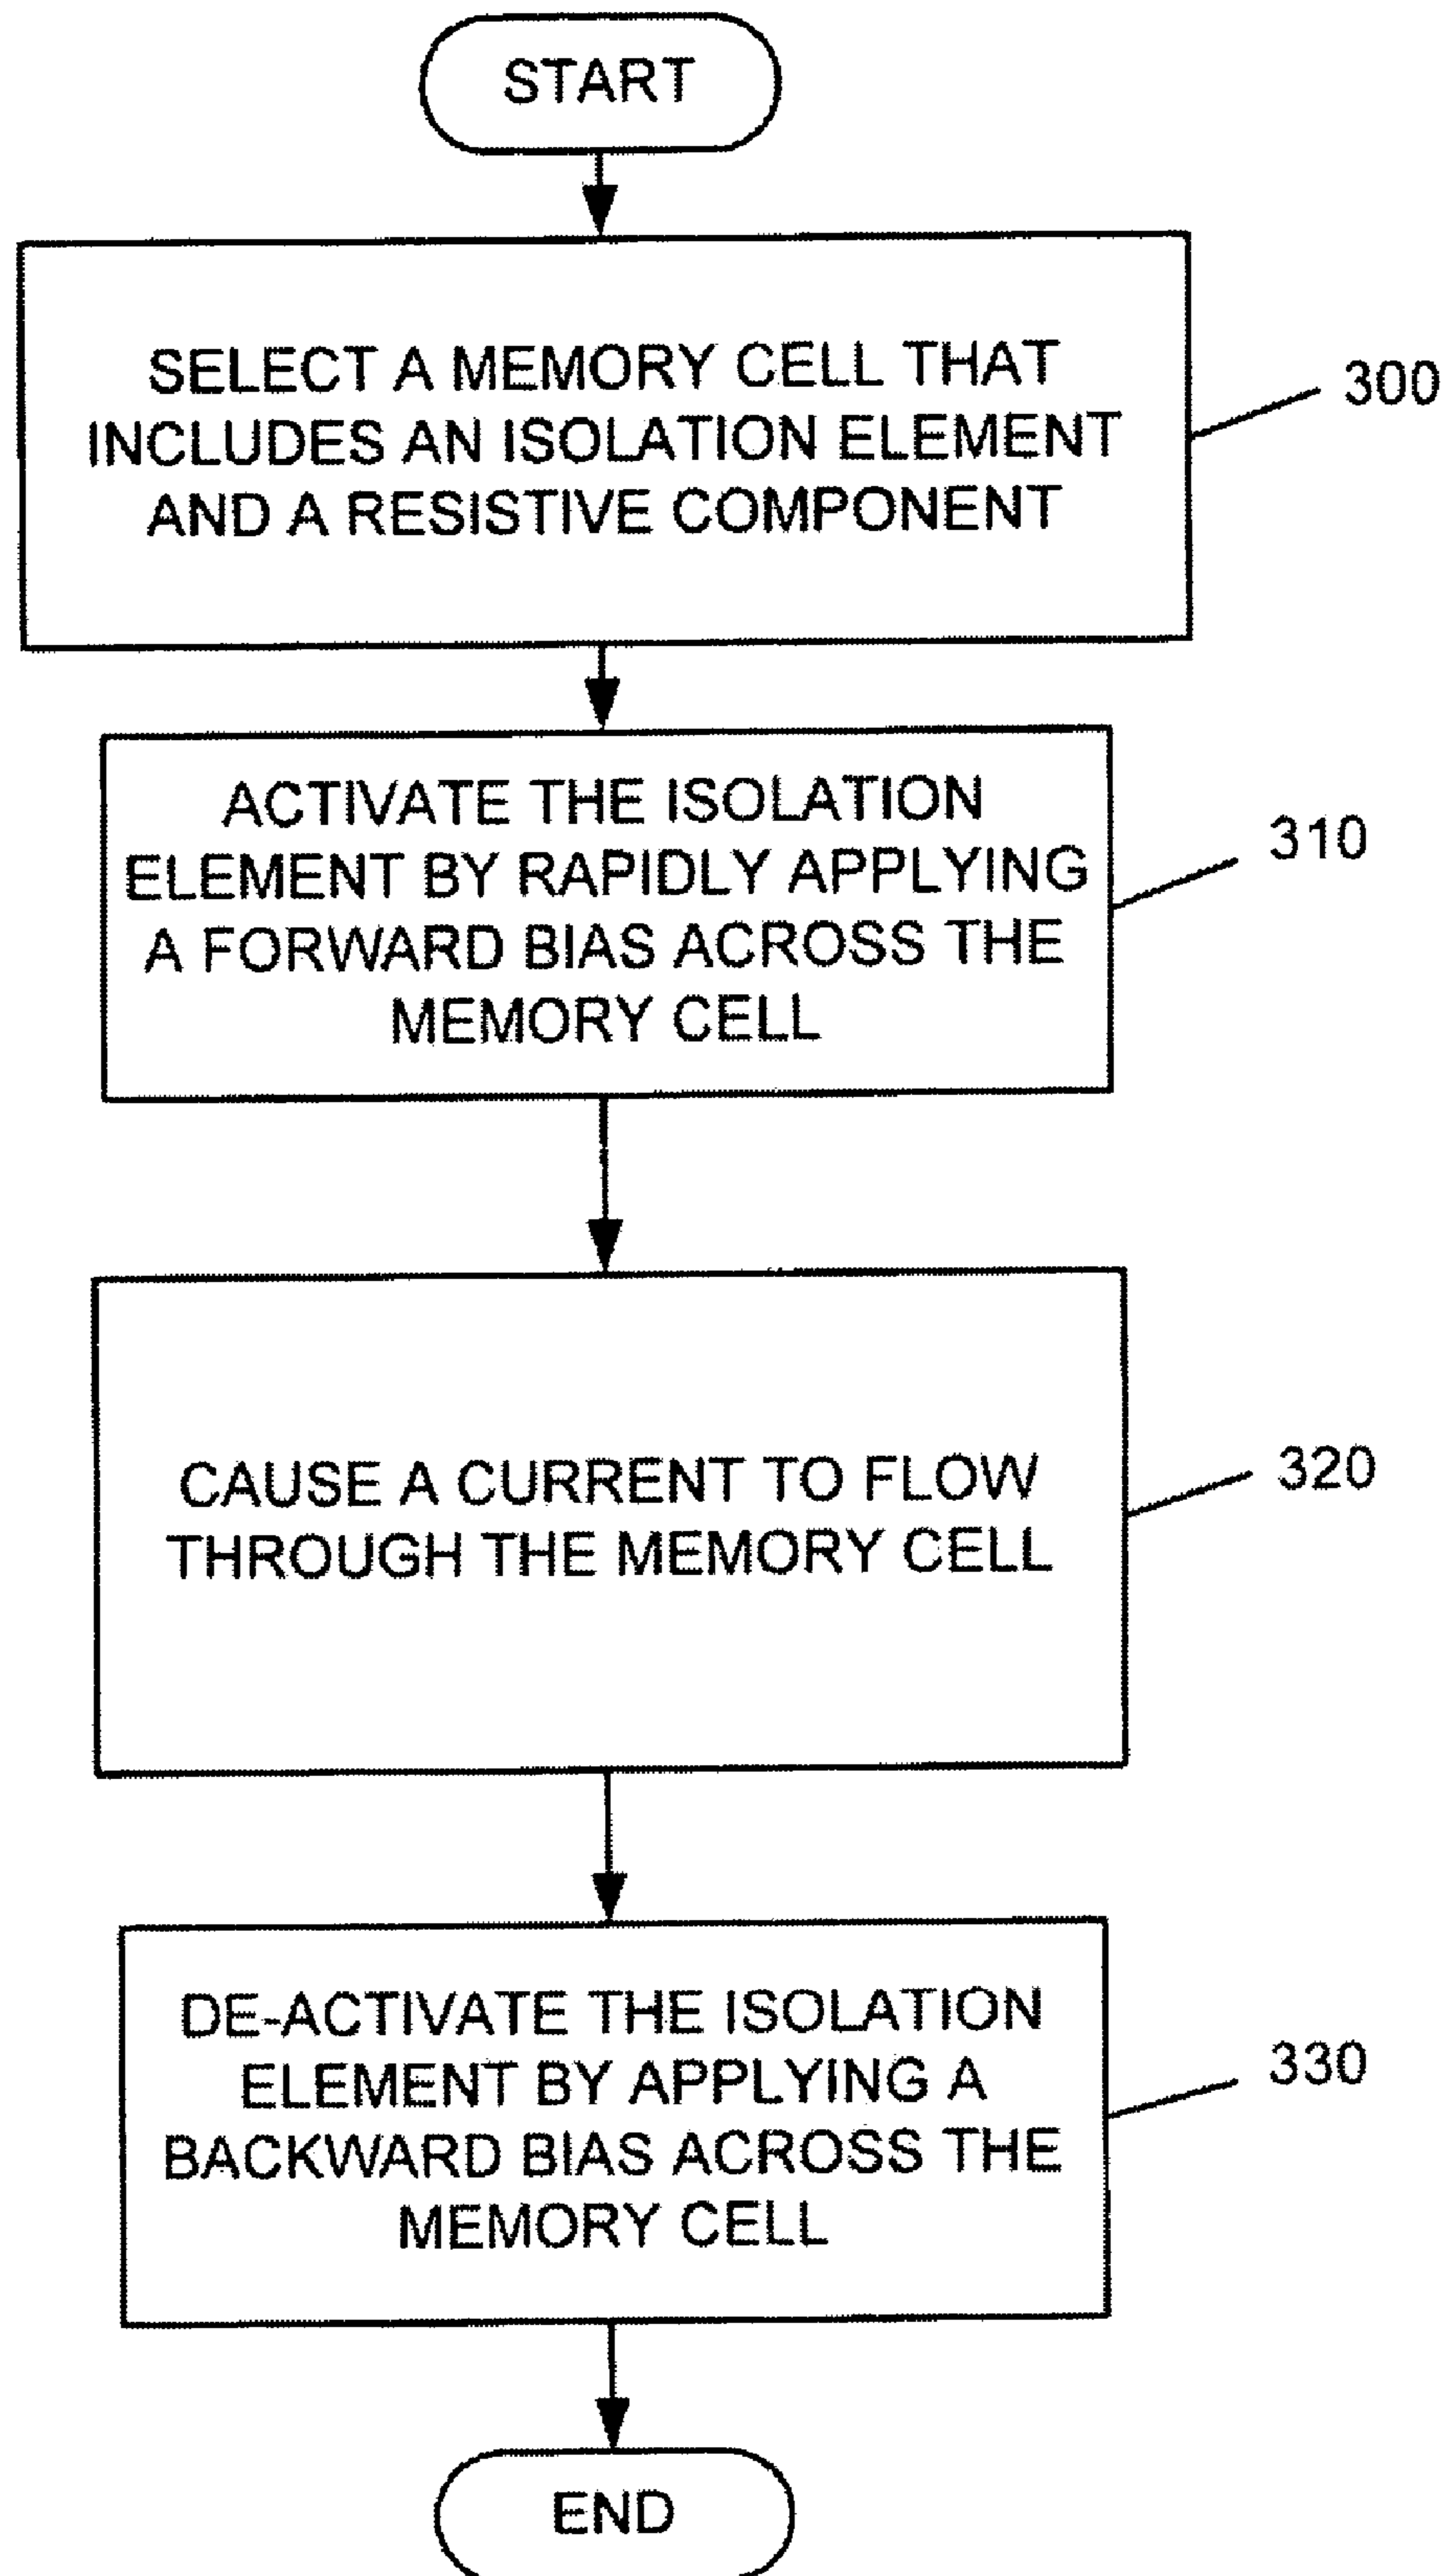 START
SELECT A MEMORY CELL THAT
INCLUDES AN ISOLATION ELEMENT
AND A RESISTIVE COMPONENT
300
ACTIVATE THE ISOLATION
ELEMENT BY RAPIDLY APPLYING
A FORWARD BIAS ACROSS THE
MEMORY CELL
310
CAUSE A CURRENT TO FLOW
THROUGH THE MEMORY CELL
320
DE-ACTIVATE THE ISOLATION
ELEMENT BY APPLYING A
BACKWARD BIAS ACROSS THE
MEMORY CELL
330
END